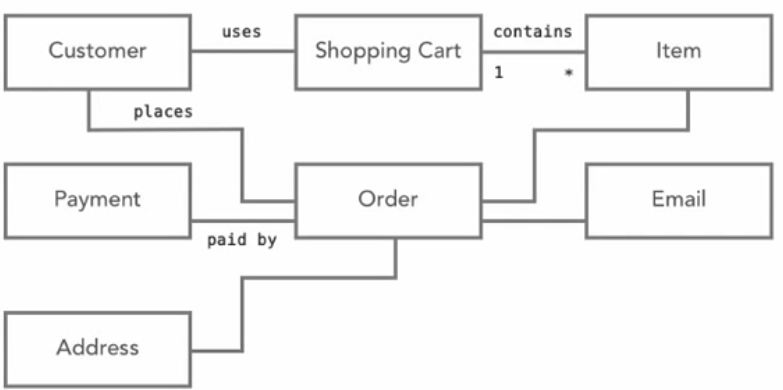 Customer
uses
Shopping Cart
contains
Item
1
*
places
Payment
Order
Email
paid by
Address